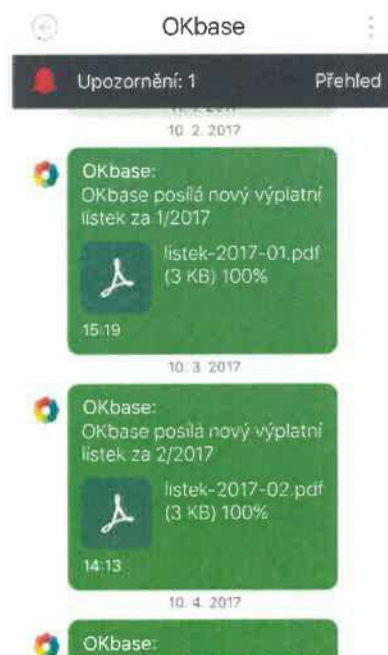 OKbase
Upozornění: 1 Přehled
10. 2. 2017
OKbase:
OKbase posílá nový výplatní
lístek za 1/2017
listek-2017-01.pdf
(3 KB) 100%
15:19
10. 3. 2017
OKbase:
OKbase posílá nový výplatní
lístek za 2/2017
listek-2017-02.pdf
(3 KB) 100%
14:13
10. 4. 2017
OKbase: